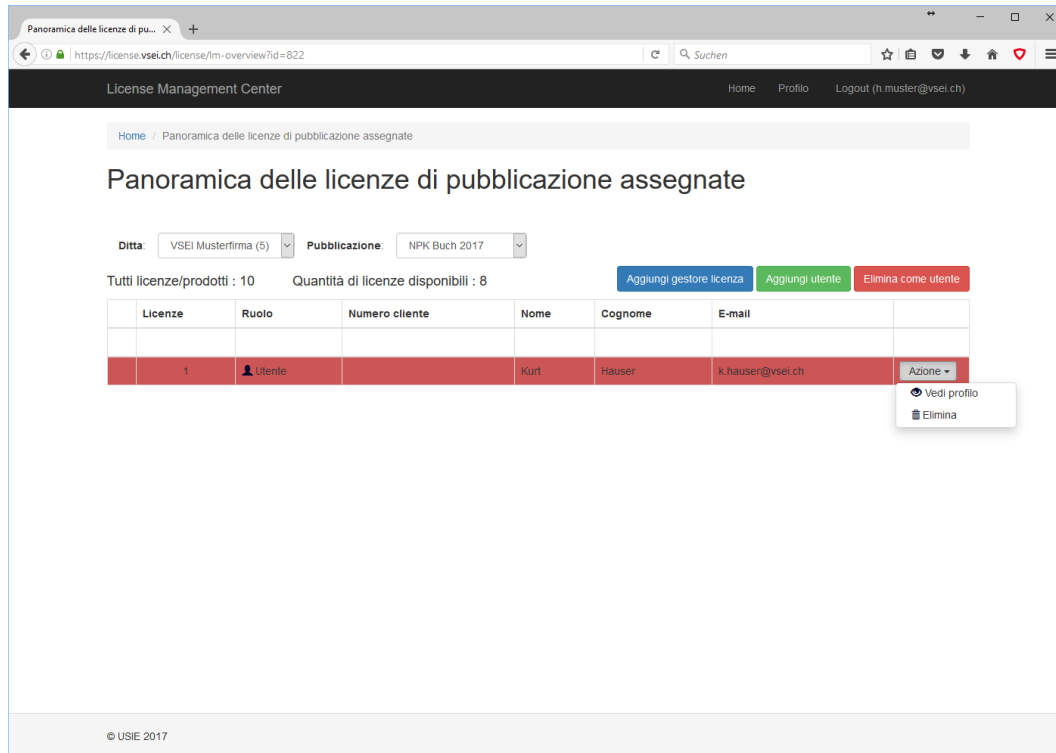 Panoramica delle licenze di pu...
https://license.vsei.ch/license/lm-overview?id=822
Suchen
License Management Center Home Profilo Logout (h.muster@vsei.ch)
Home / Panoramica delle licenze di pubblicazione assegnate
Panoramica delle licenze di pubblicazione assegnate
Ditta: VSEI Musterfirma (5) Pubblicazione: NPK Buch 2017
Tutti licenze/prodotti : 10 Quantità di licenze disponibili : 8 Aggiungi gestore licenza Aggiungi utente Elimina come utente
Licenze Ruolo Numero cliente Nome Cognome E-mail
1 Utente Kurt Hauser k.hauser@vsei.ch Azione
Vedi profilo
Elimina
© USIE 2017